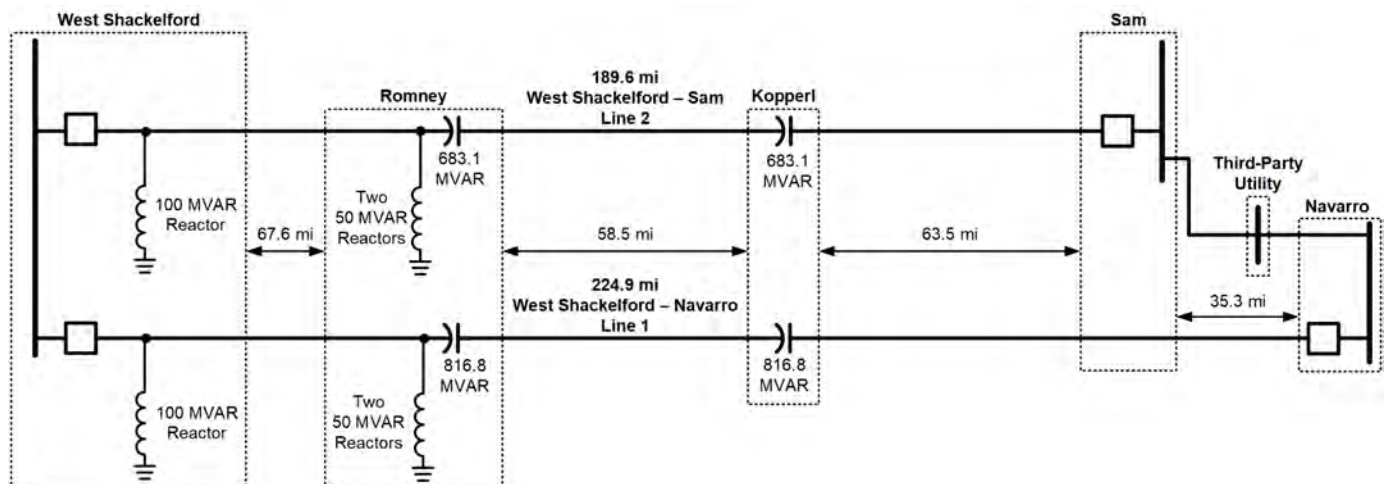 West Shackelford
Sam
Romney
189.6 mi
West Shackelford – Sam
Line 2
Kopperl
683.1
MVAR
683.1
MVAR
Third-Party
Utility
Navarro
100 MVAR
Reactor
Two
50 MVAR
Reactors
67.6 mi
58.5 mi
63.5 mi
224.9 mi
West Shackelford – Navarro
Line 1
35.3 mi
816.8
MVAR
816.8
MVAR
100 MVAR
Reactor
Two
50 MVAR
Reactors